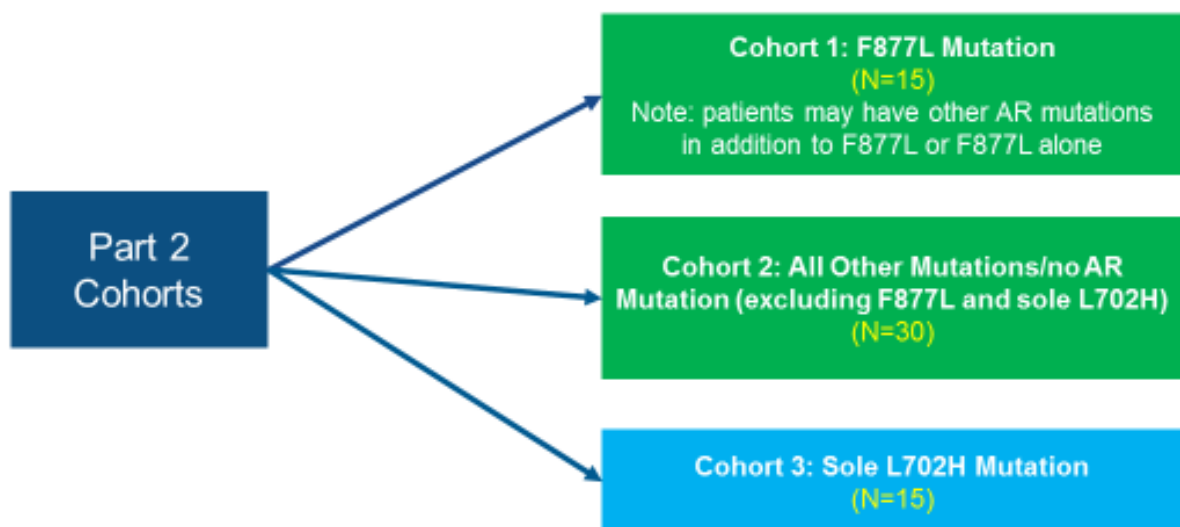 Part 2
Cohorts
Cohort 1: F877L Mutation
(N=15)
Note: patients may have other AR mutations
in addition to F877L or F877L alone
Cohort 2: All Other Mutations/no AR
Mutation (excluding F877L and sole L702H)
(N=30)
Cohort 3: Sole L702H Mutation
(N=15)